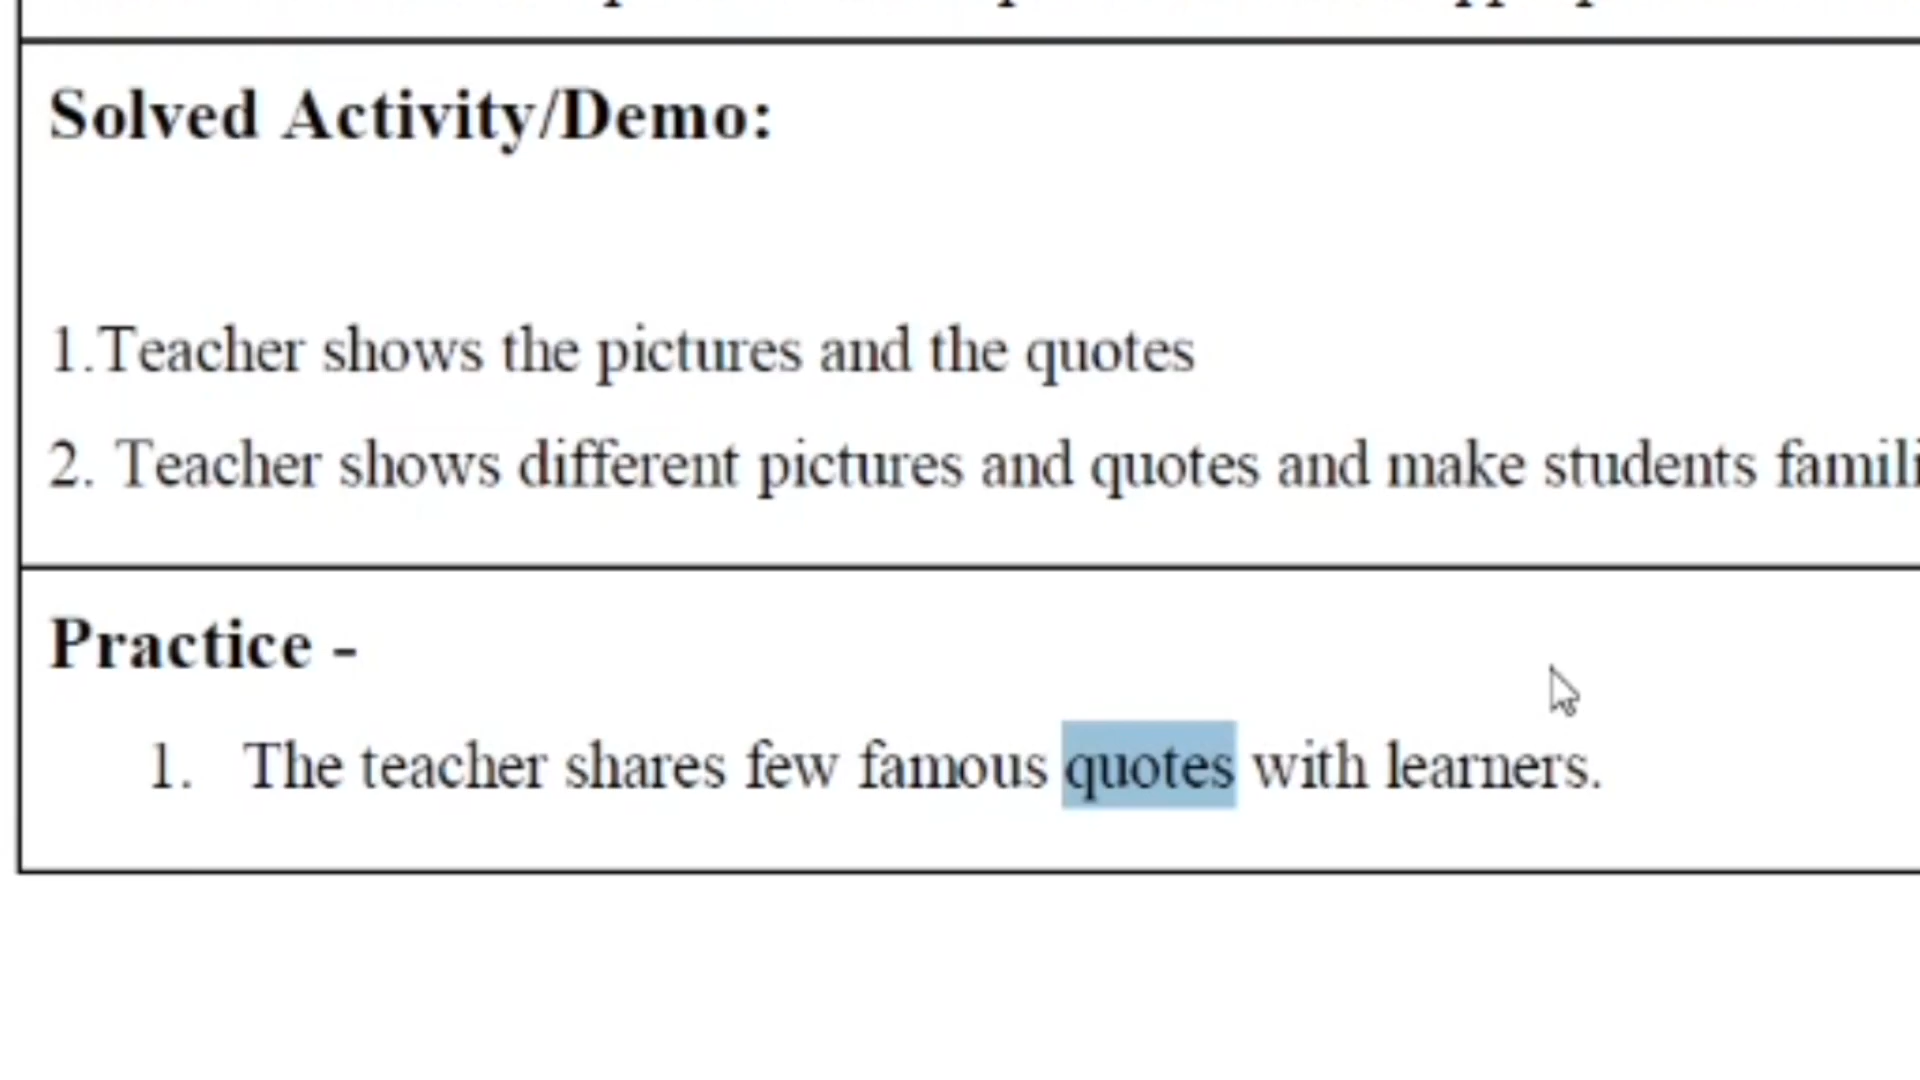 Solved Activity/Demo:
1.Teacher shows the pictures and the quotes
2. Teacher shows different pictures and quotes and make students
Practice -
1. The teacher shares few famous quotes with learners.